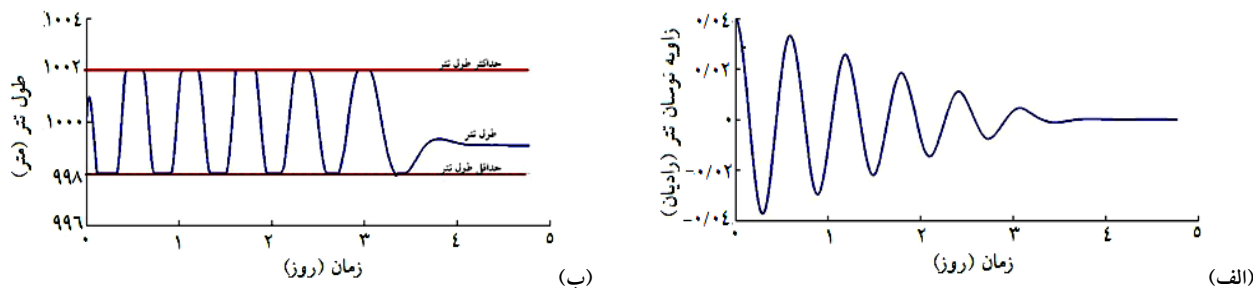 ۰/۰۴
۰/۰۲
۰
-۰/۰۲
-۰/۰۴
زاویه نوسان تتر (رادیان)
۰ ۱ ۲ ۳ ۴ ۵
زمان (روز)
(الف)
۱۰۰۴
۱۰۰۲
۱۰۰۰
۹۹۸
۹۹۶
طول تتر (متر)
حداکثر طول تتر
طول تتر
حداقل طول تتر
۰ ۱ ۲ ۳ ۴ ۵
زمان (روز)
(ب)